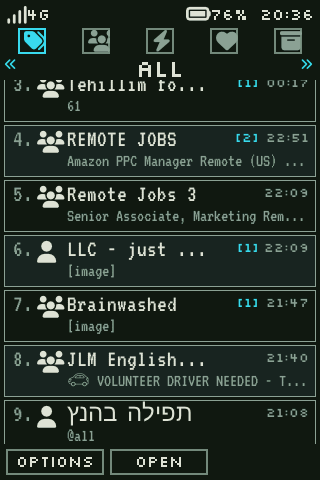 4G 76% 20:36
« ALL »
3. Tehillim fo... [1] 00:17
61
4. REMOTE JOBS [2] 22:51
Amazon PPC Manager Remote (US) ...
5. Remote Jobs 3 22:09
Senior Associate, Marketing Rem...
6. LLC - just ... [1] 22:09
[image]
7. Brainwashed [1] 21:47
[image]
8. JLM English... 21:40
VOLUNTEER DRIVER NEEDED - T...
9. תפילה בהנץ 21:08
@all
OPTIONS OPEN